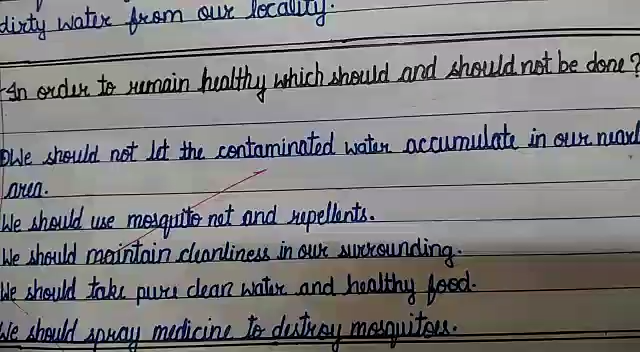 dirty water from our locality.
In order to remain healthy which should and should not be done?
We should not let the contaminated water accumulate in our near
area.
We should use mosquito net and repellents.
We should maintain cleanliness in our surrounding.
We should take pure clean water and healthy food.
We should spray medicine to destroy mosquitoes.